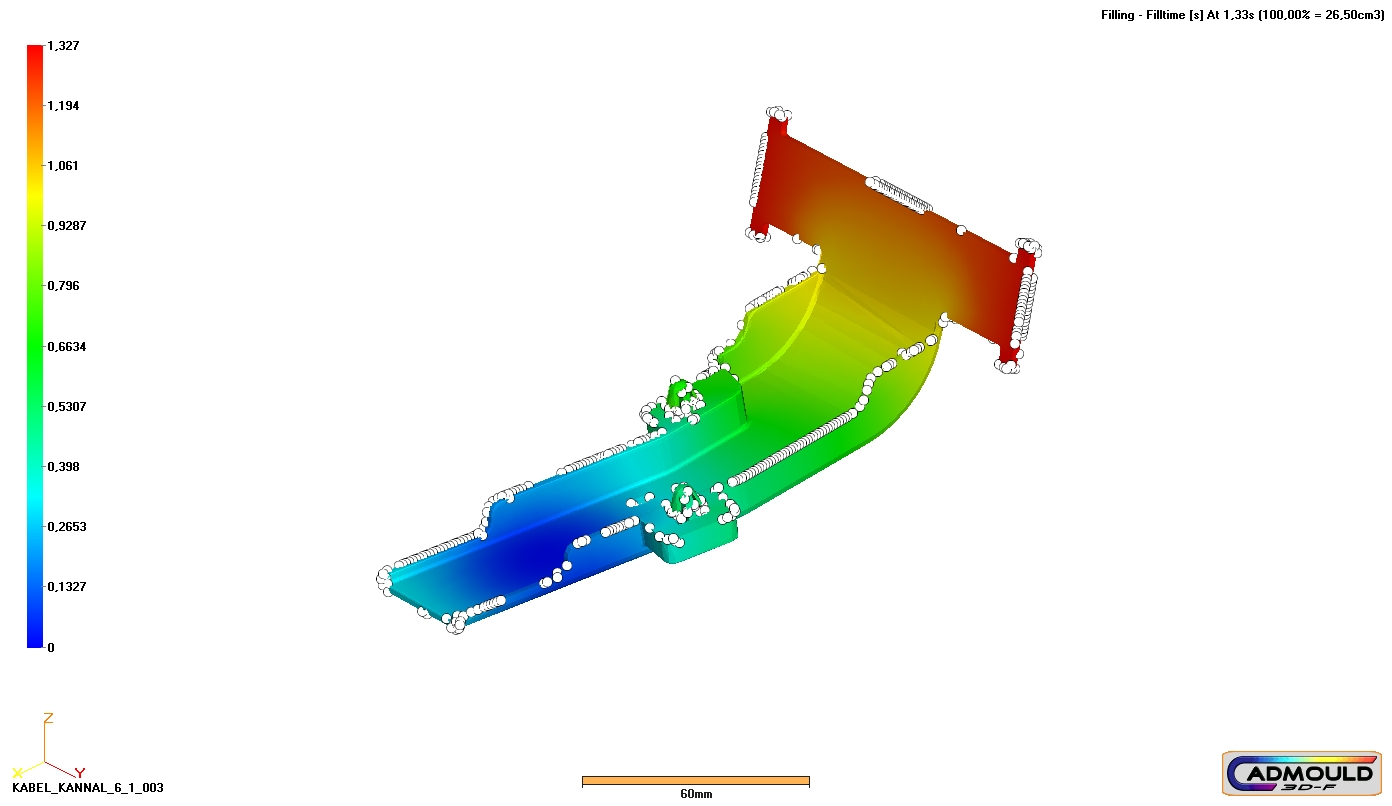 Filling - Filltime [s] At 1,33s (100,00% = 26,50cm3)
1,327
1,194
1,061
0,9287
0,796
0,6634
0,5307
0,398
0,2653
0,1327
0
Z
X
Y
KABEL_KANNAL_6_1_003
60mm
CADMOULD
3D-F